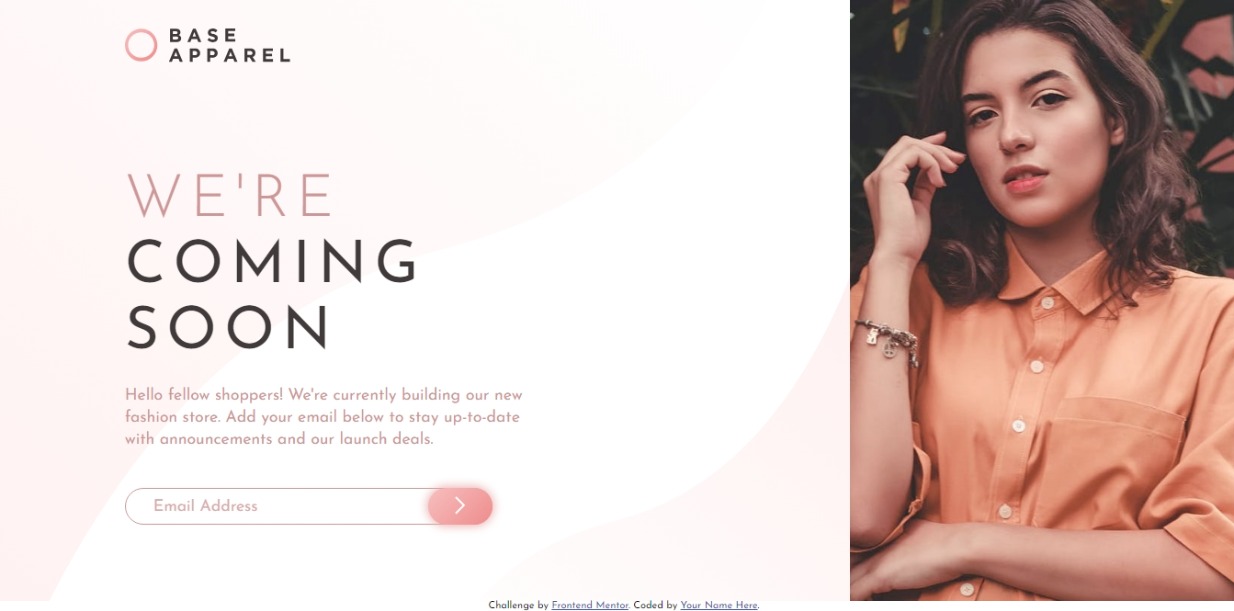 BASE
APPAREL
WE'RE
COMING
SOON
Hello fellow shoppers! We're currently building our new
fashion store. Add your email below to stay up-to-date
with announcements and our launch deals.
Email Address
Challenge by Frontend Mentor. Coded by Your Name Here.